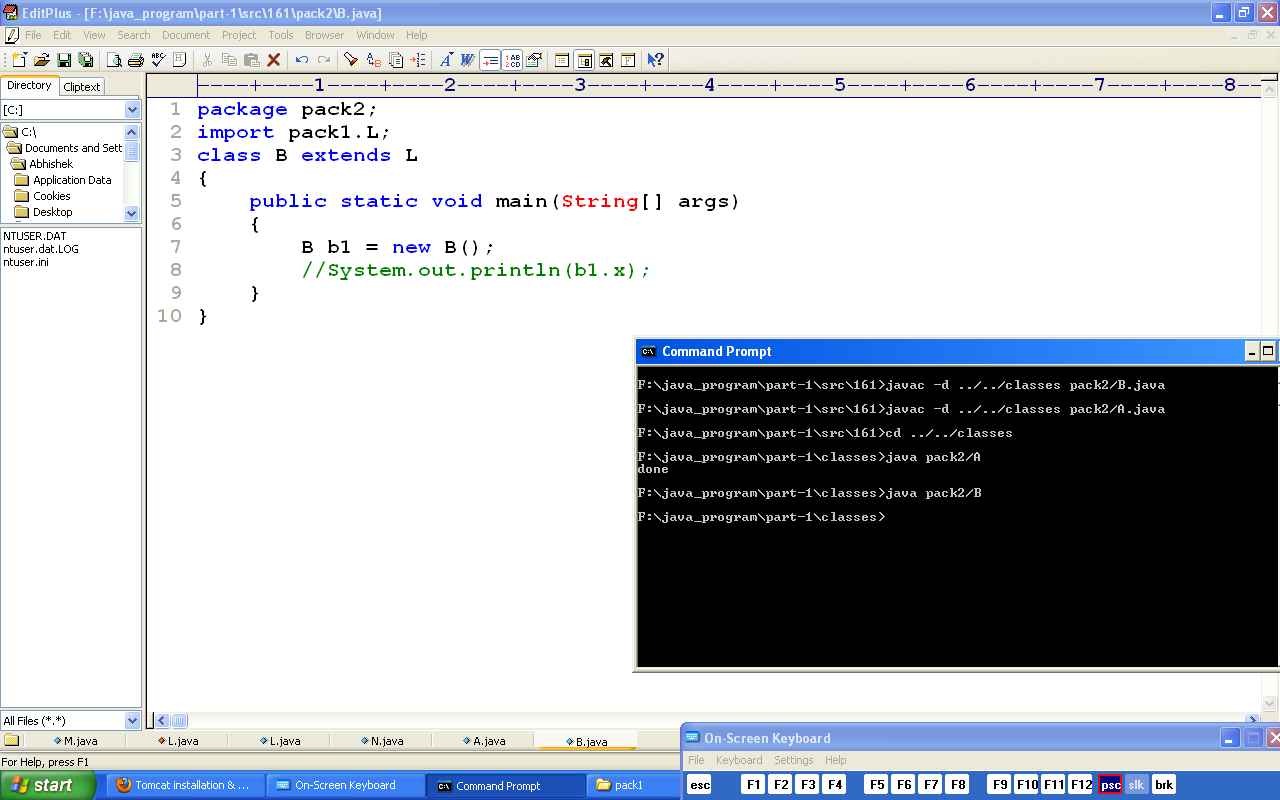 EditPlus - [F:\java_program\part-1\src\161\pack2\B.java]
File Edit View Search Document Project Tools Browser Window Help
Directory Cliptext
----+----1----+----2----+----3----+----4----+----5----+----6----+----7----+----8--
[C:]
C:\
Documents and Sett
Abhishek
Application Data
Cookies
Desktop
NTUSER.DAT
ntuser.dat.LOG
ntuser.ini
1 package pack2;
2 import pack1.L;
3 class B extends L
4 {
5 public static void main(String[] args)
6 {
7 B b1 = new B();
8 //System.out.println(b1.x);
9 }
10 }
Command Prompt
F:\java_program\part-1\src\161>javac -d ../../classes pack2/B.java
F:\java_program\part-1\src\161>javac -d ../../classes pack2/A.java
F:\java_program\part-1\src\161>cd ../../classes
F:\java_program\part-1\classes>java pack2/A
done
F:\java_program\part-1\classes>java pack2/B
F:\java_program\part-1\classes>
All Files (*.*)
M.java L.java L.java N.java A.java B.java
For Help, press F1
On-Screen Keyboard
File Keyboard Settings Help
esc F1 F2 F3 F4 F5 F6 F7 F8 F9 F10 F11 F12 psc slk brk
start Tomcat installation & ... On-Screen Keyboard Command Prompt pack1